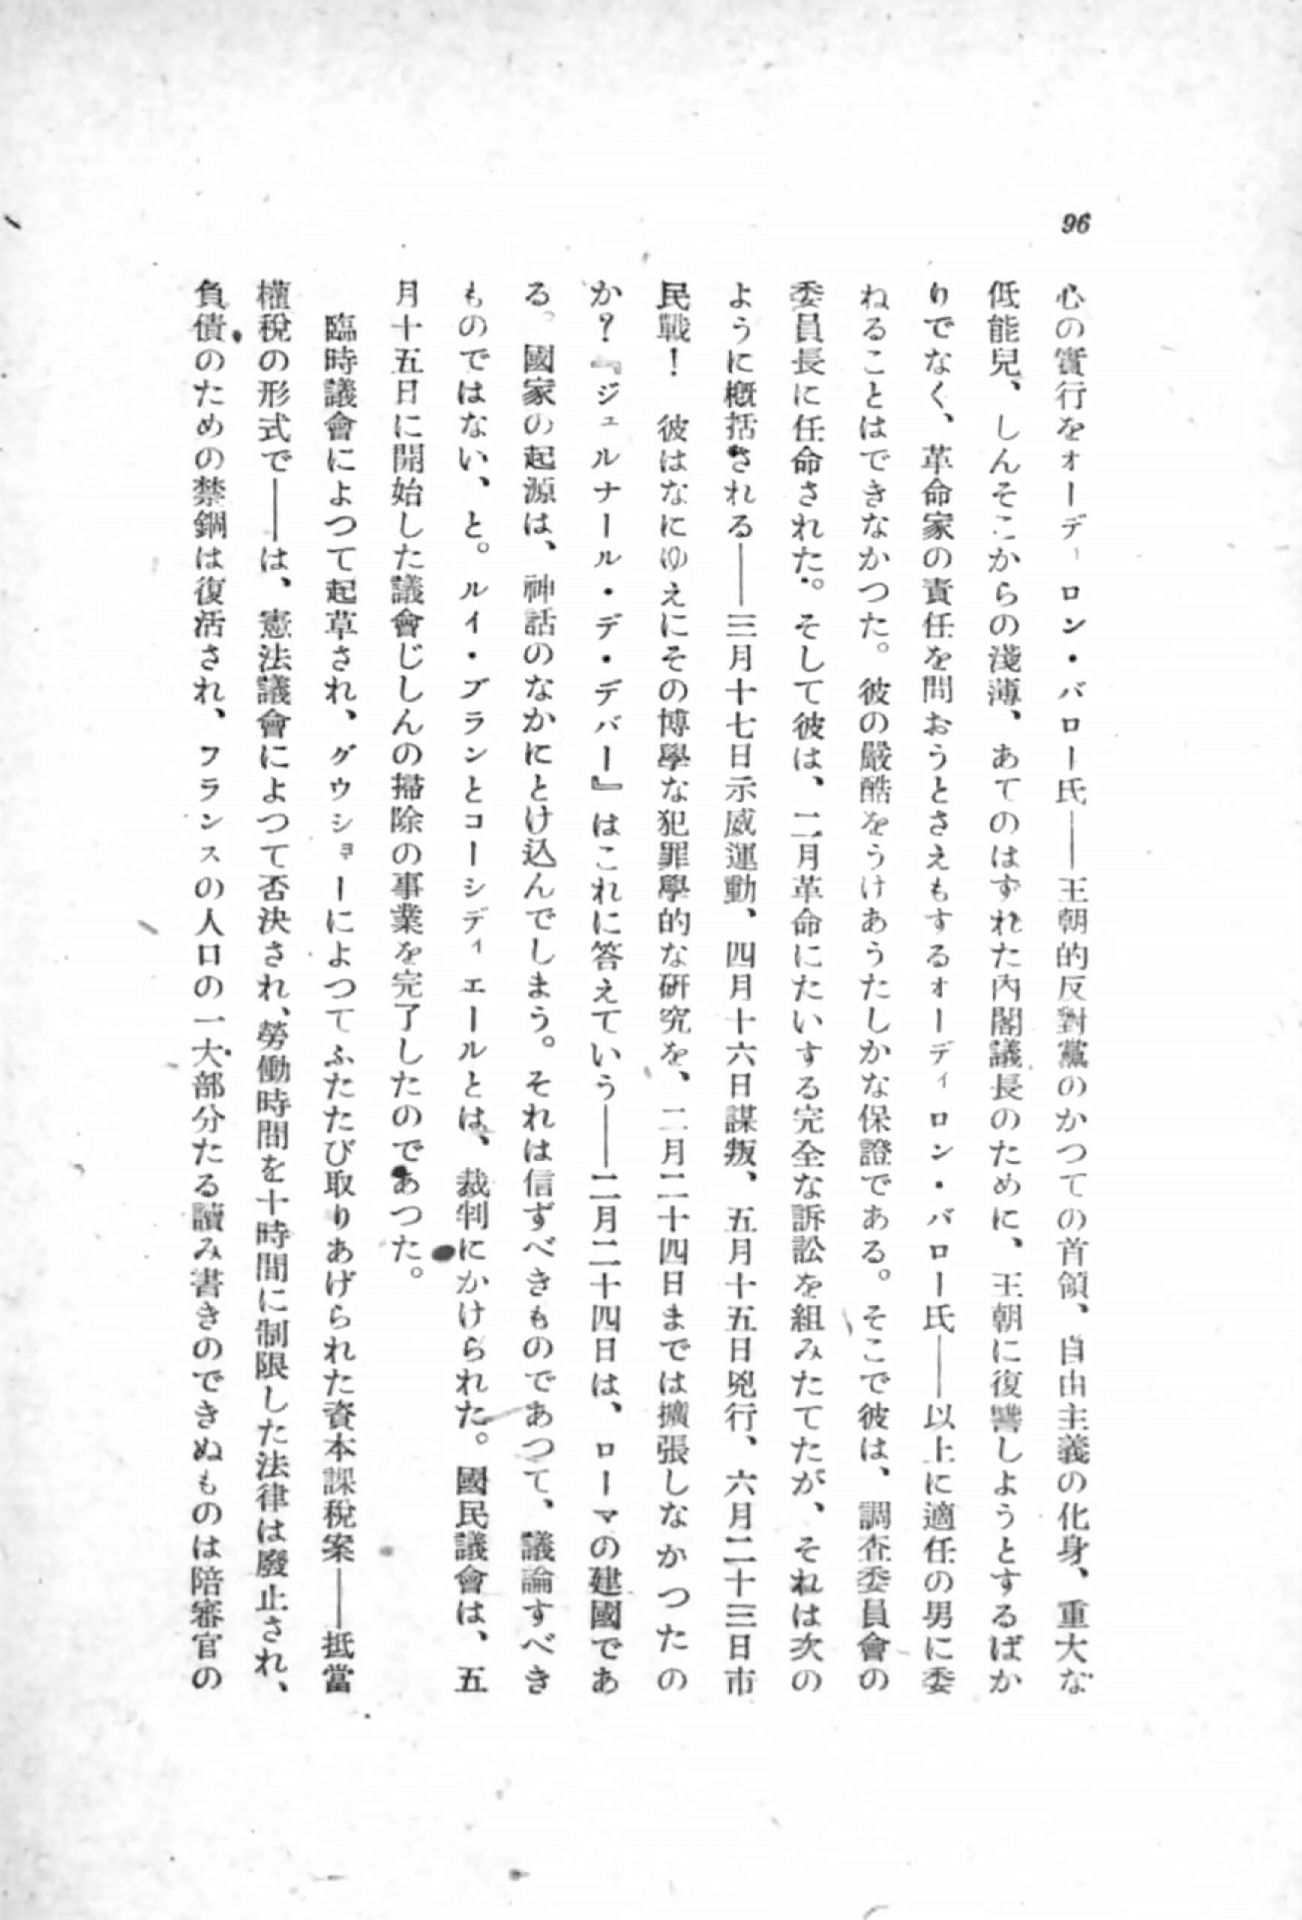 96
心の實行をオーディロン・バロー氏――王朝的反對黨のかつての首領、自由主義の化身、重大な
低能兒、しんそこからの淺薄、あてのはずれた內閣議長のために、王朝に復讐しようとするばか
りでなく、革命家の責任を問おうとさえもするオーディロン・バロー氏――以上に適任の男に委
ねることはできなかつた。彼の嚴酷をうけあうたしかな保證である。そこで彼は、調査委員會の
委員長に任命された。そして彼は、二月革命にたいする完全な訴訟を組みたてたが、それは次の
ように概括される――三月十七日示威運動、四月十六日謀叛、五月十五日兇行、六月二十三日市
民戰！　彼はなにゆえにその博學な犯罪學的な硏究を、二月二十四日までは擴張しなかつたの
か？『ジュルナール・デ・デバー』はこれに答えていう――二月二十四日は、ローマの建國であ
る。國家の起源は、神話のなかにとけ込んでしまう。それは信ずべきものであつて、議論すべき
ものではない、と。ルイ・ブランとコーシディエールとは、裁判にかけられた。國民議會は、五
月十五日に開始した議會じしんの掃除の事業を完了したのであつた。
臨時議會によつて起草され、グウショーによつてふたたび取りあげられた資本課稅案――抵當
權稅の形式で――は、憲法議會によつて否決され、勞働時間を十時間に制限した法律は廢止され、
負債のための禁錮は復活され、フランスの人口の一大部分たる讀み書きのできぬものは陪審官の